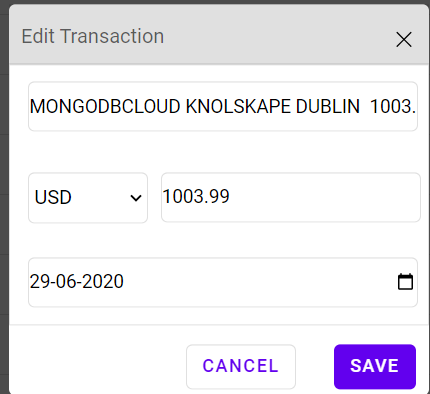 Edit Transaction
MONGODBCLOUD KNOLSKAPE DUBLIN  1003.
USD 1003.99
29-06-2020
CANCEL SAVE